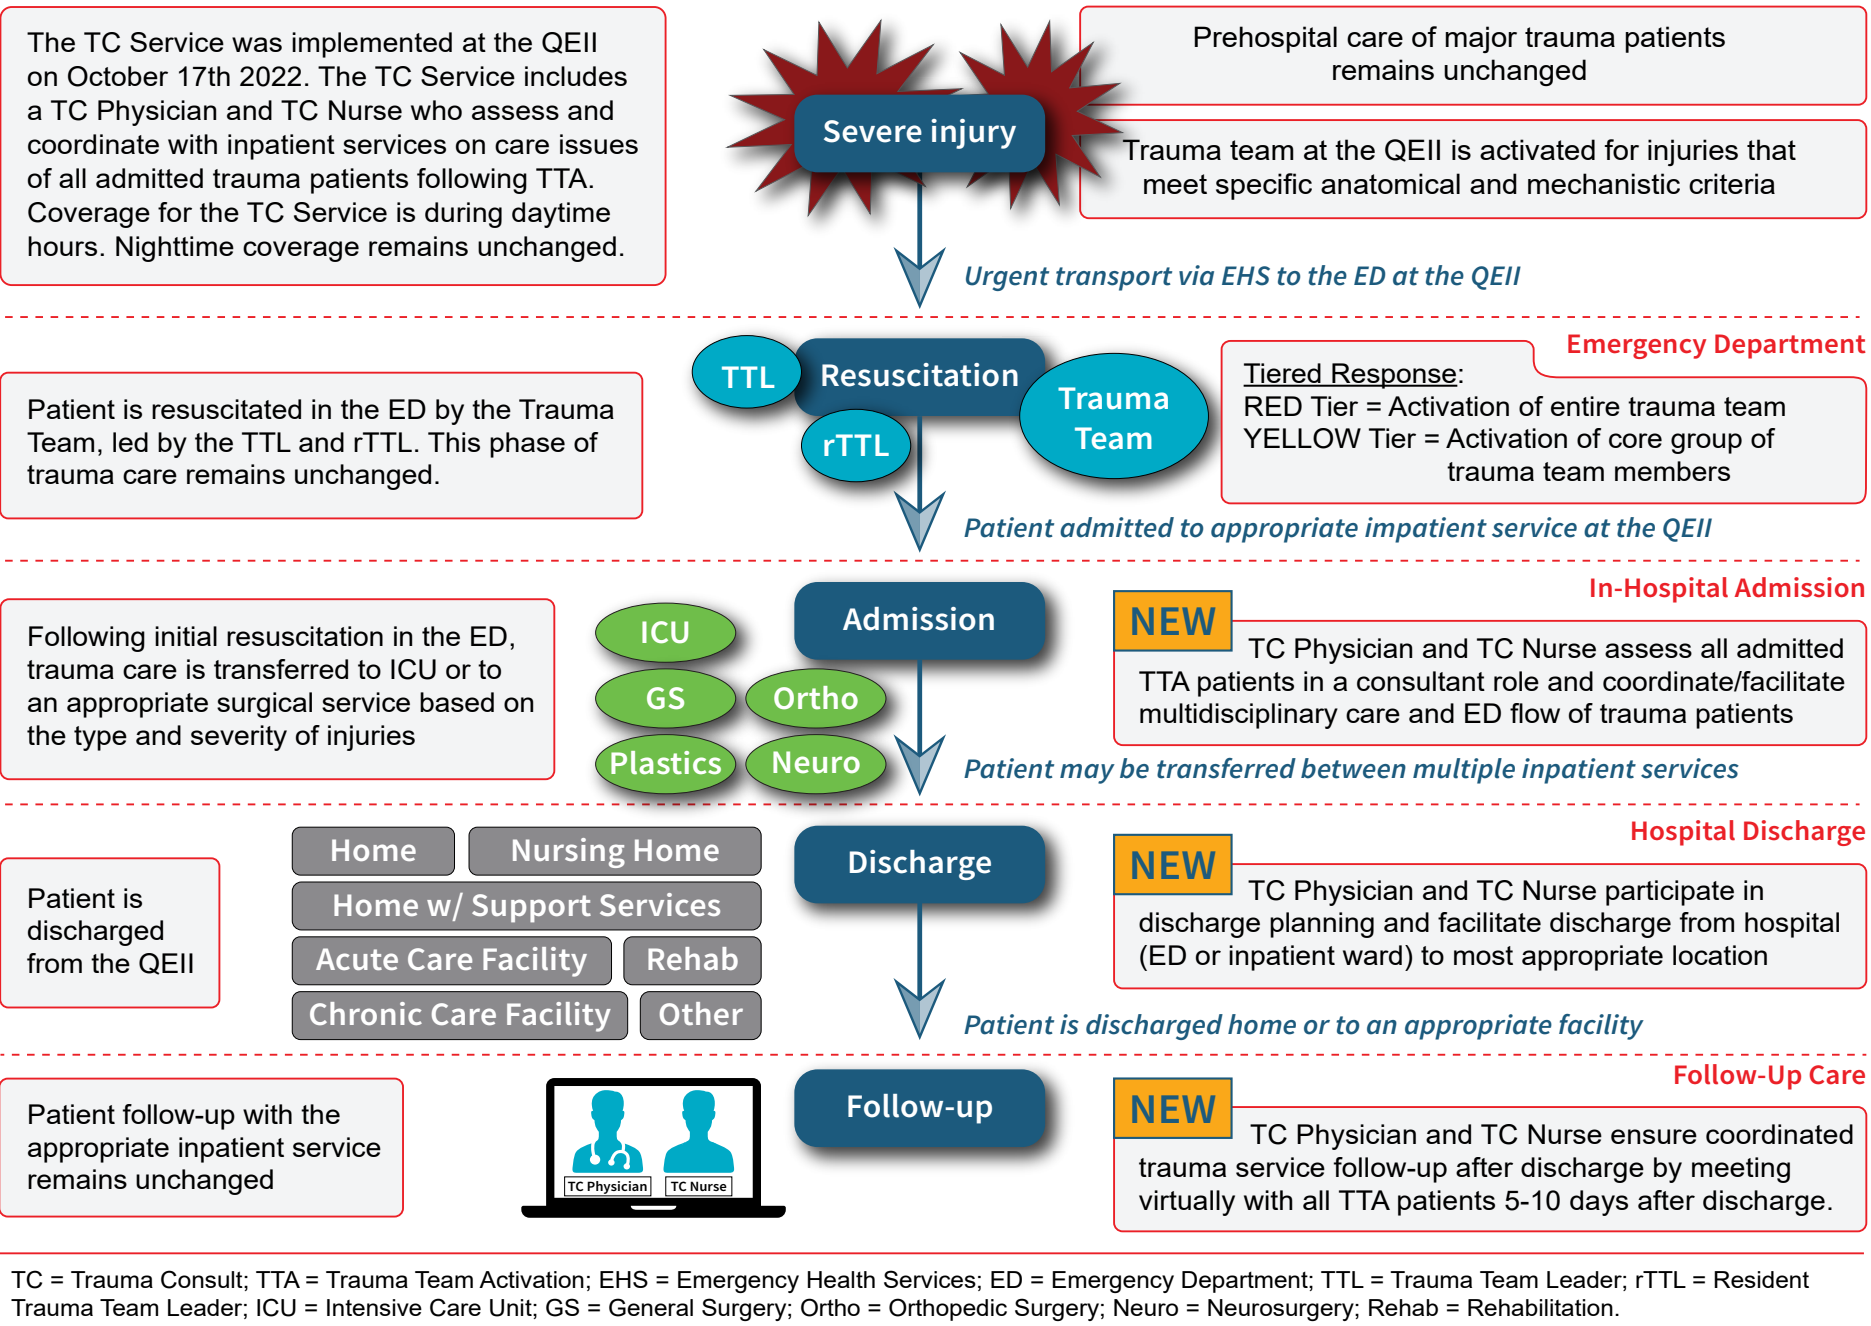 The TC Service was implemented at the QEII
on October 17th 2022. The TC Service includes
a TC Physician and TC Nurse who assess and
coordinate with inpatient services on care issues
of all admitted trauma patients following TTA.
Coverage for the TC Service is during daytime
hours. Nighttime coverage remains unchanged.
Severe injury
Prehospital care of major trauma patients
remains unchanged
Trauma team at the QEII is activated for injuries that
meet specific anatomical and mechanistic criteria
Urgent transport via EHS to the ED at the QEII
Emergency Department
Patient is resuscitated in the ED by the Trauma
Team, led by the TTL and rTTL. This phase of
trauma care remains unchanged.
TTL
Resuscitation
rTTL
Trauma
Team
Tiered Response:
RED Tier = Activation of entire trauma team
YELLOW Tier = Activation of core group of
trauma team members
Patient admitted to appropriate impatient service at the QEII
In-Hospital Admission
Following initial resuscitation in the ED,
trauma care is transferred to ICU or to
an appropriate surgical service based on
the type and severity of injuries
ICU
GS
Ortho
Plastics
Neuro
Admission
NEW
TC Physician and TC Nurse assess all admitted
TTA patients in a consultant role and coordinate/facilitate
multidisciplinary care and ED flow of trauma patients
Patient may be transferred between multiple inpatient services
Hospital Discharge
Patient is
discharged
from the QEII
Home
Nursing Home
Home w/ Support Services
Acute Care Facility
Rehab
Chronic Care Facility
Other
Discharge
NEW
TC Physician and TC Nurse participate in
discharge planning and facilitate discharge from hospital
(ED or inpatient ward) to most appropriate location
Patient is discharged home or to an appropriate facility
Follow-Up Care
Patient follow-up with the
appropriate inpatient service
remains unchanged
TC Physician
TC Nurse
Follow-up
NEW
TC Physician and TC Nurse ensure coordinated
trauma service follow-up after discharge by meeting
virtually with all TTA patients 5-10 days after discharge.
TC = Trauma Consult; TTA = Trauma Team Activation; EHS = Emergency Health Services; ED = Emergency Department; TTL = Trauma Team Leader; rTTL = Resident
Trauma Team Leader; ICU = Intensive Care Unit; GS = General Surgery; Ortho = Orthopedic Surgery; Neuro = Neurosurgery; Rehab = Rehabilitation.